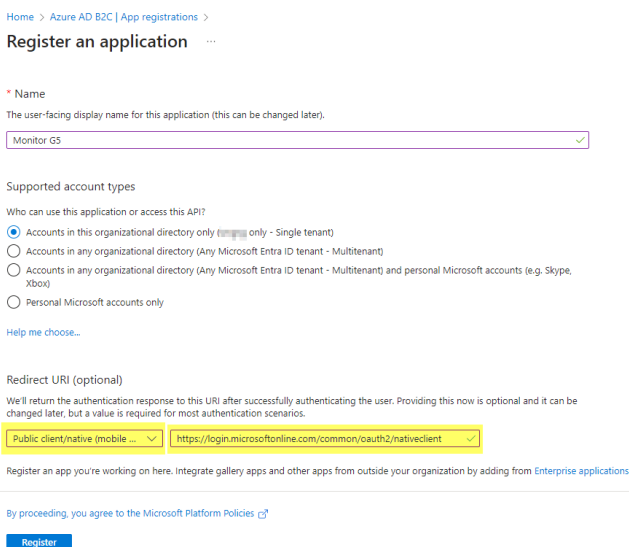 Home > Azure AD B2C | App registrations >
Register an application ...
* Name
The user-facing display name for this application (this can be changed later).
Monitor G5
Supported account types
Who can use this application or access this API?
Accounts in this organizational directory only ( only - Single tenant)
Accounts in any organizational directory (Any Microsoft Entra ID tenant - Multitenant)
Accounts in any organizational directory (Any Microsoft Entra ID tenant - Multitenant) and personal Microsoft accounts (e.g. Skype,
Xbox)
Personal Microsoft accounts only
Help me choose...
Redirect URI (optional)
We'll return the authentication response to this URI after successfully authenticating the user. Providing this now is optional and it can be
changed later, but a value is required for most authentication scenarios.
Public client/native (mobile ... https://login.microsoftonline.com/common/oauth2/nativeclient
Register an app you're working on here. Integrate gallery apps and other apps from outside your organization by adding from Enterprise applications
By proceeding, you agree to the Microsoft Platform Policies
Register